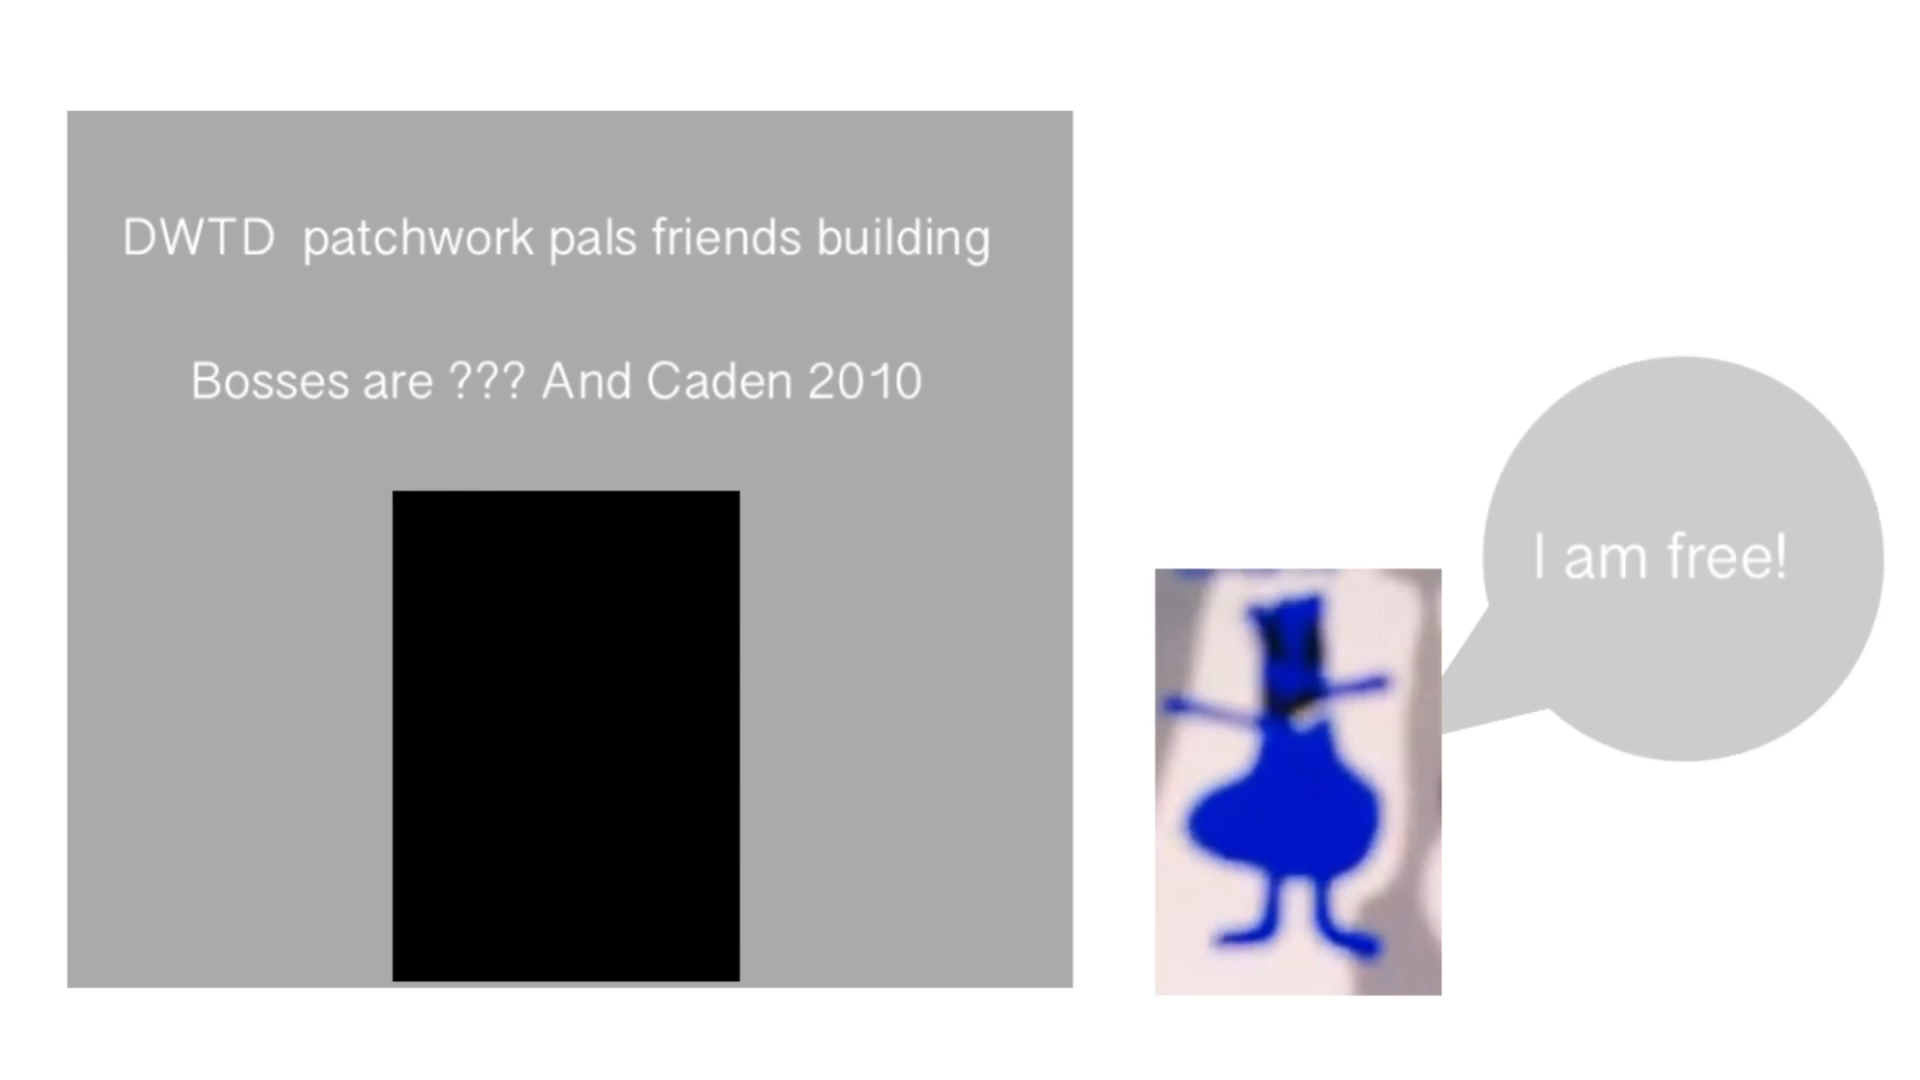 DWTD patchwork pals friends building
Bosses are ??? And Caden 2010
I am free!